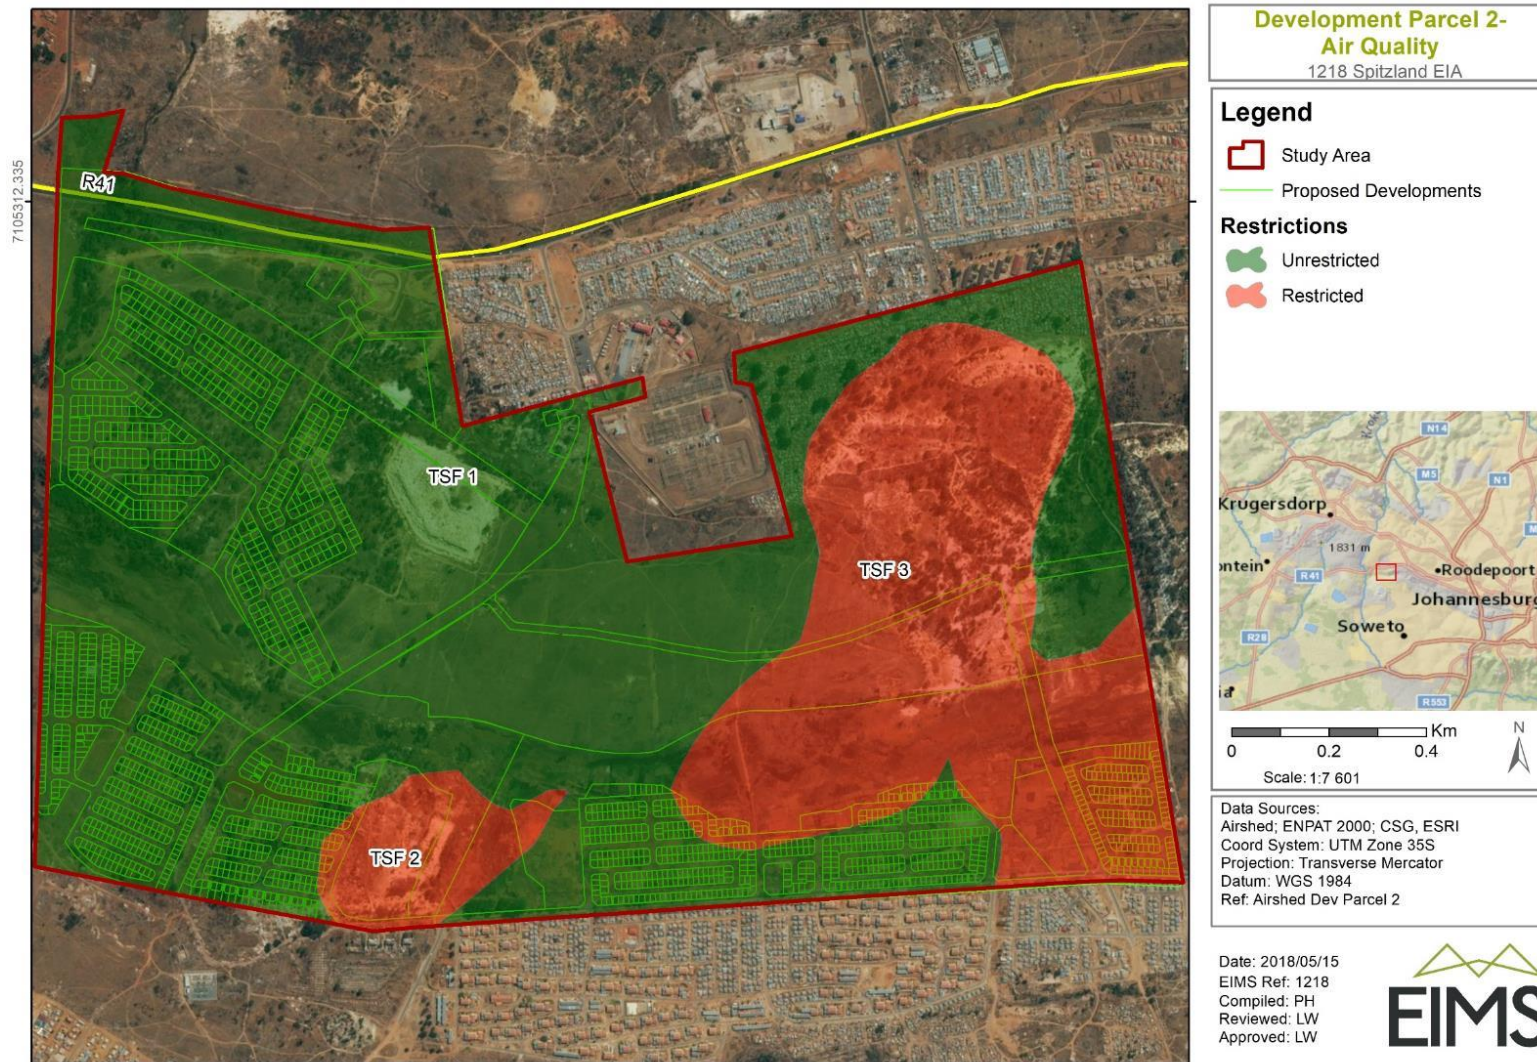 Development Parcel 2-
Air Quality
1218 Spitzland EIA
Legend
Study Area
Proposed Developments
Restrictions
Unrestricted
Restricted
7105312.335
R41
TSF 1
TSF 3
TSF 2
N14
M5
N1
Krugersdorp
1831 m
ontein
R41
Roodepoort
Johannesburg
Soweto
R28
R553
Km
0 0.2 0.4
N
Scale: 1:7 601
Data Sources:
Airshed; ENPAT 2000; CSG, ESRI
Coord System: UTM Zone 35S
Projection: Transverse Mercator
Datum: WGS 1984
Ref: Airshed Dev Parcel 2
Date: 2018/05/15
EIMS Ref: 1218
Compiled: PH
Reviewed: LW
Approved: LW
EIMS